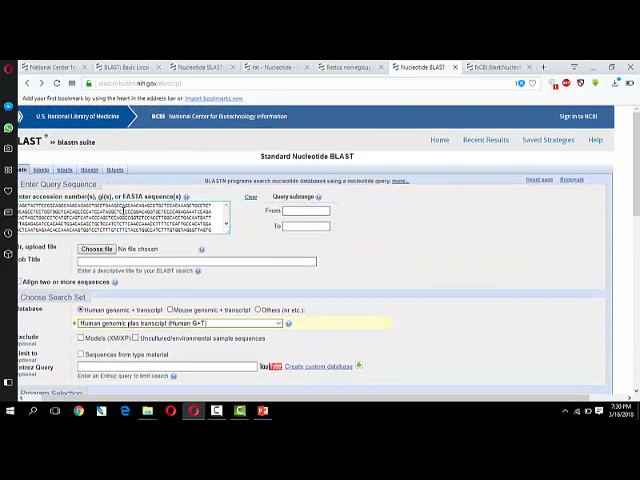 National Center for
BLAST: Basic Local
Nucleotide BLAST
rat - Nucleotide -
Rattus norvegicus
Nucleotide BLAST
NCBI Blast:Nucleot
blast.ncbi.nlm.nih.gov/Blast.cgi
Add your first bookmark by using the heart in the address bar or Import bookmarks now
U.S. National Library of Medicine
NCBI National Center for Biotechnology Information
Sign in to NCBI
LAST ® » blastn suite
Home Recent Results Saved Strategies Help
Standard Nucleotide BLAST
blastp blastx tblastn tblastx
Enter Query Sequence
BLASTN programs search nucleotide databases using a nucleotide query. more...
Reset page Bookmark
nter accession number(s), gi(s), or FASTA sequence(s)
Clear
Query subrange
From
To
Or, upload file
Choose file No file chosen
ob Title
Enter a descriptive title for your BLAST search
Align two or more sequences
Choose Search Set
Database
Human genomic + transcript Mouse genomic + transcript Others (nr etc.):
Human genomic plus transcript (Human G+T)
Exclude
Optional
Models (XM/XP) Uncultured/environmental sample sequences
Limit to
Optional
Sequences from type material
Entrez Query
Optional
You Tube Create custom database
Enter an Entrez query to limit search
Program Selection
7:30 PM
3/16/2018